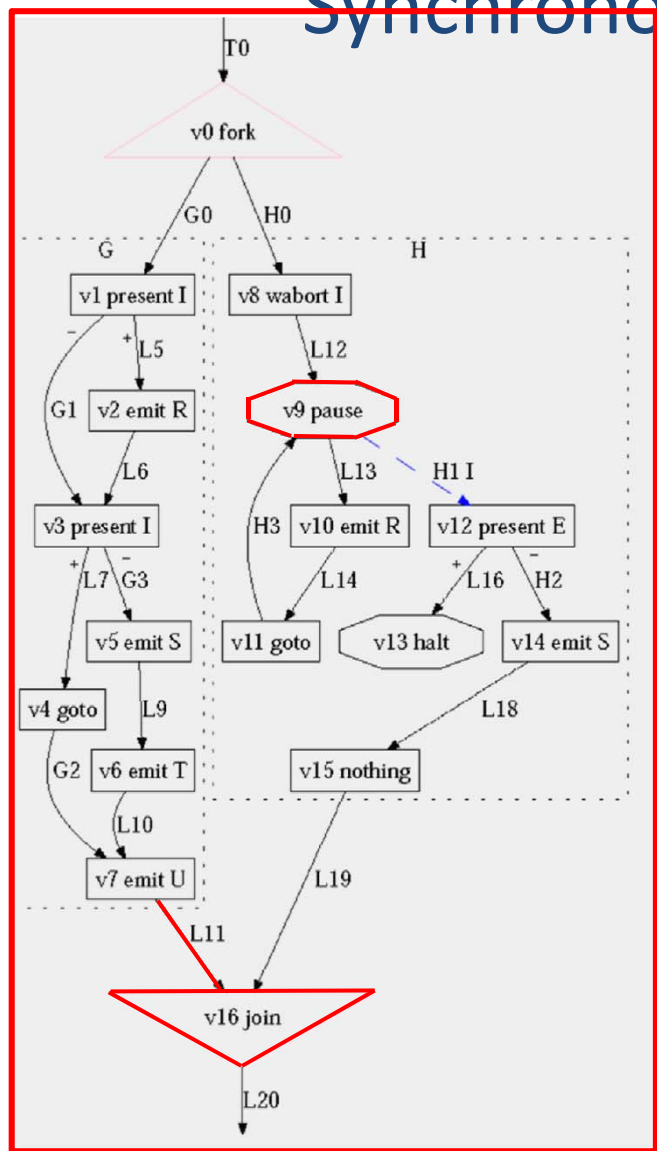 Synchrono
T0
v0 fork
G0 H0
G H
v1 present I v8 wabort I
- + L5 L12
G1 v2 emit R v9 pause
L6 L13 H1 I
v3 present I H3 v10 emit R v12 present E
+ L7 - G3 L14 + L16 - H2
v5 emit S v11 goto v13 halt v14 emit S
v4 goto L9 L18
G2 v6 emit T v15 nothing
L10
v7 emit U L19
L11
v16 join
L20